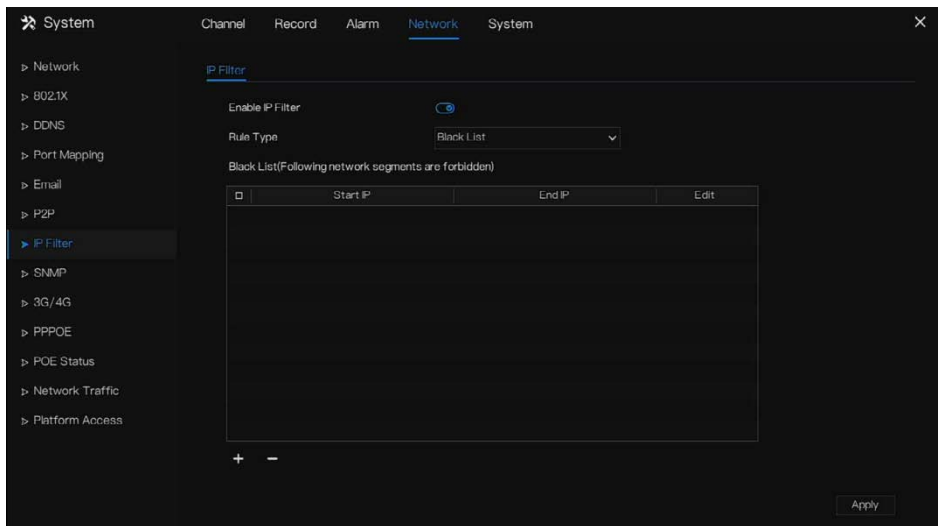 System
Channel Record Alarm Network System
Network
802.1X
DDNS
Port Mapping
Email
P2P
IP Filter
SNMP
3G/4G
PPPOE
POE Status
Network Traffic
Platform Access
IP Filter
Enable IP Filter
Rule Type Black List
Black List(Following network segments are forbidden)
Start IP End IP Edit
Apply